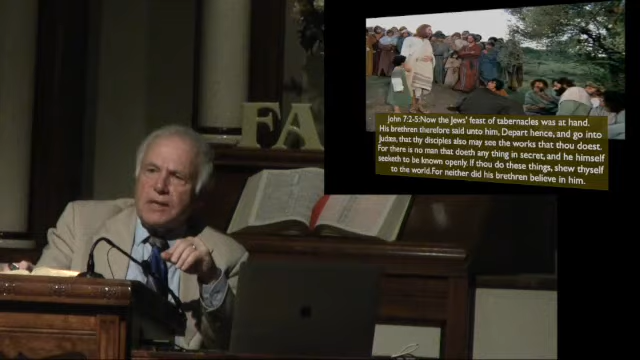 FA
John 7:2-5:Now the Jews' feast of tabernacles was at hand.
His brethren therefore said unto him, Depart hence, and go into
Judah, that thy disciples also may see the works that thou doest.
For there is no man that doeth any thing in secret, and he himself
seeketh to be known openly. If thou do these things, shew thyself
to the world.For neither did his brethren believe in him.